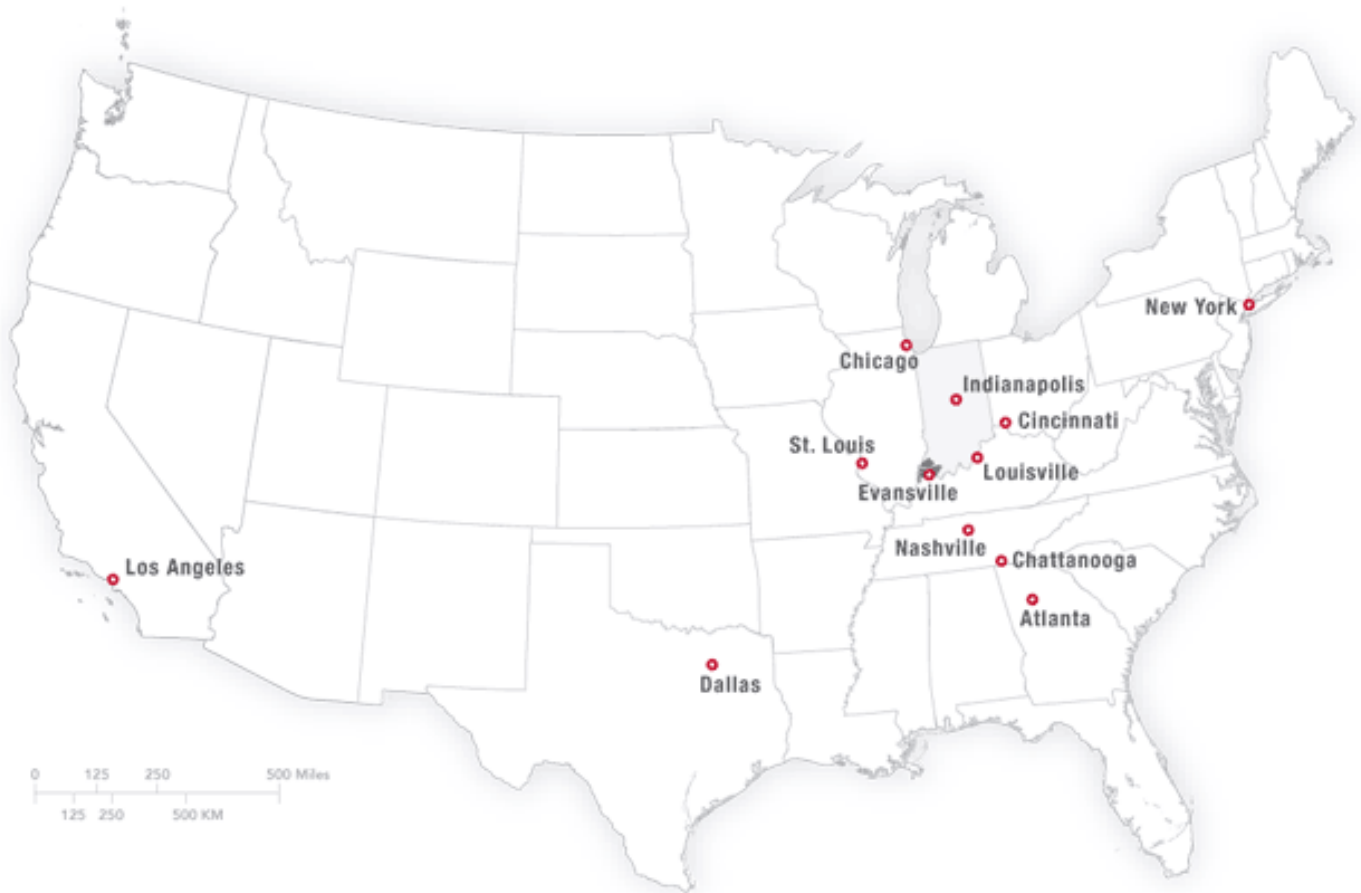 New York
Chicago
Indianapolis
Cincinnati
St. Louis
Louisville
Evansville
Nashville
Chattanooga
Los Angeles
Atlanta
Dallas
0 125 250 500 Miles
125 250 500 KM